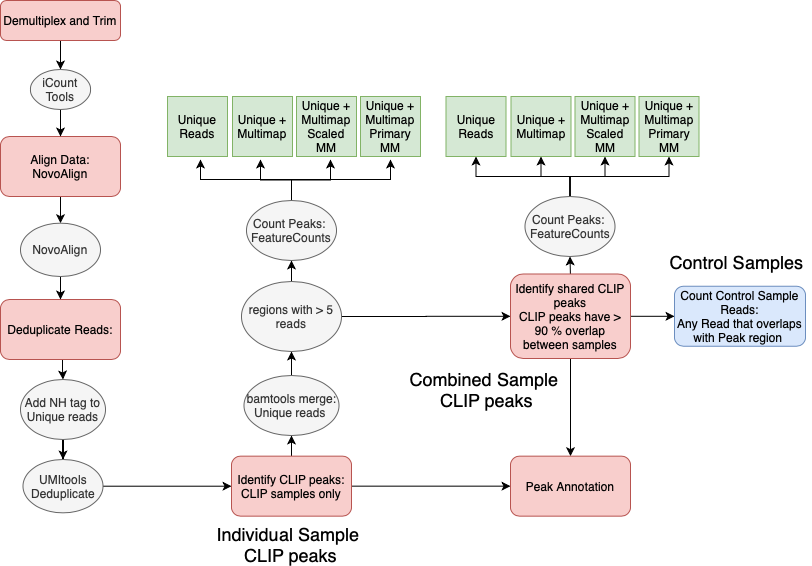 Demultiplex and Trim
iCount
Tools
Align Data:
NovoAlign
NovoAlign
Deduplicate Reads:
Add NH tag to
Unique reads
UMItools
Deduplicate
Unique
Reads
Unique +
Multimap
Unique +
Multimap
Scaled
MM
Unique +
Multimap
Primary
MM
Count Peaks:
FeatureCounts
regions with > 5
reads
bamtools merge:
Unique reads
Identify CLIP peaks:
CLIP samples only
Individual Sample
CLIP peaks
Unique
Reads
Unique +
Multimap
Unique +
Multimap
Scaled
MM
Unique +
Multimap
Primary
MM
Count Peaks:
FeatureCounts
Identify shared CLIP
peaks
CLIP peaks have >
90 % overlap
between samples
Combined Sample
CLIP peaks
Peak Annotation
Control Samples
Count Control Sample
Reads:
Any Read that overlaps
with Peak region